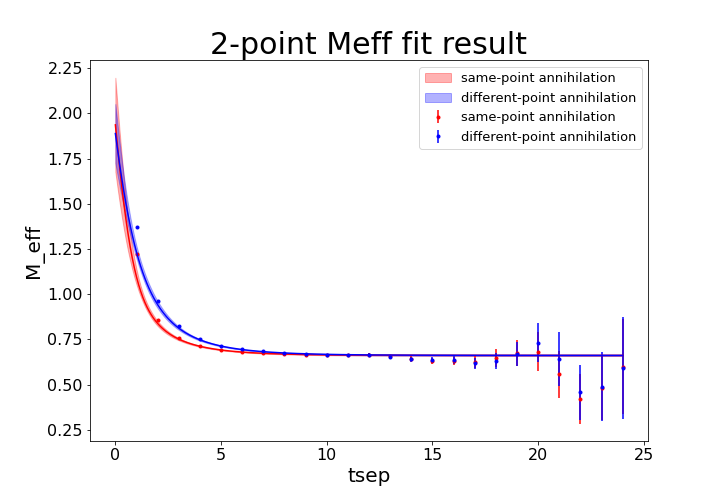 2-point Meff fit result
same-point annihilation
different-point annihilation
same-point annihilation
different-point annihilation
M_eff
2.25
2.00
1.75
1.50
1.25
1.00
0.75
0.50
0.25
0
5
10
15
20
25
tsep